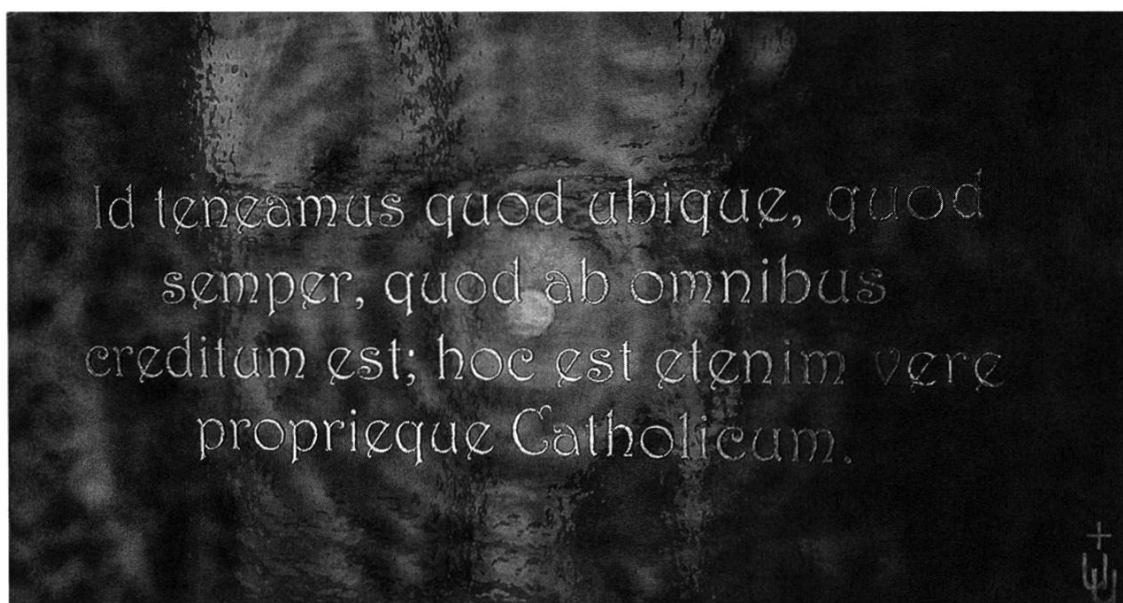 Id teneamus quod ubique, quod
semper, quod ab omnibus
creditum est; hoc est etenim vere
proprieque Catholicum.